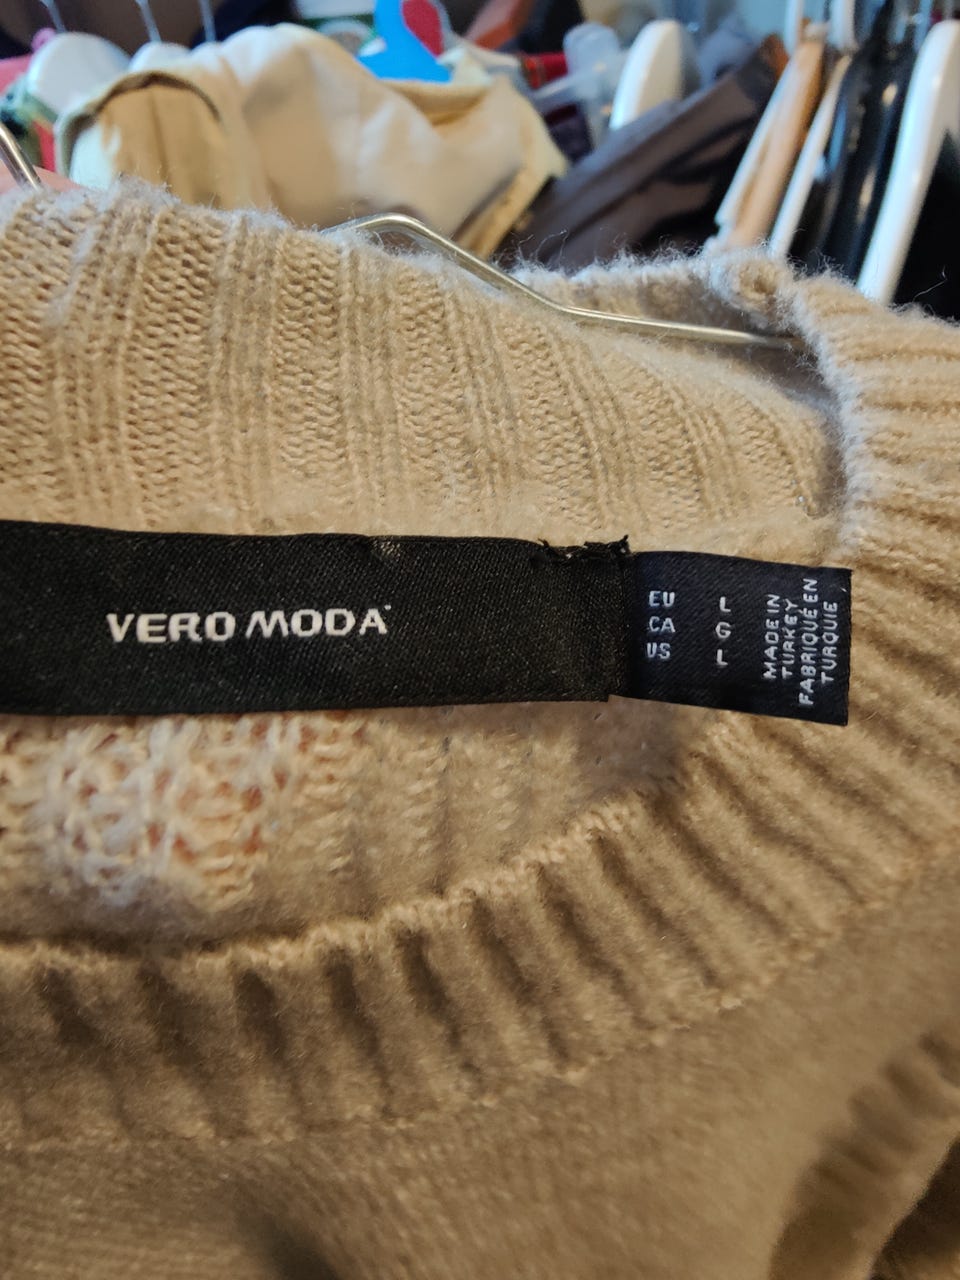 VERO MODA
EU L
CA G
US L
MADE IN
TURKEY
FABRIQUÉ EN
TURQUIE